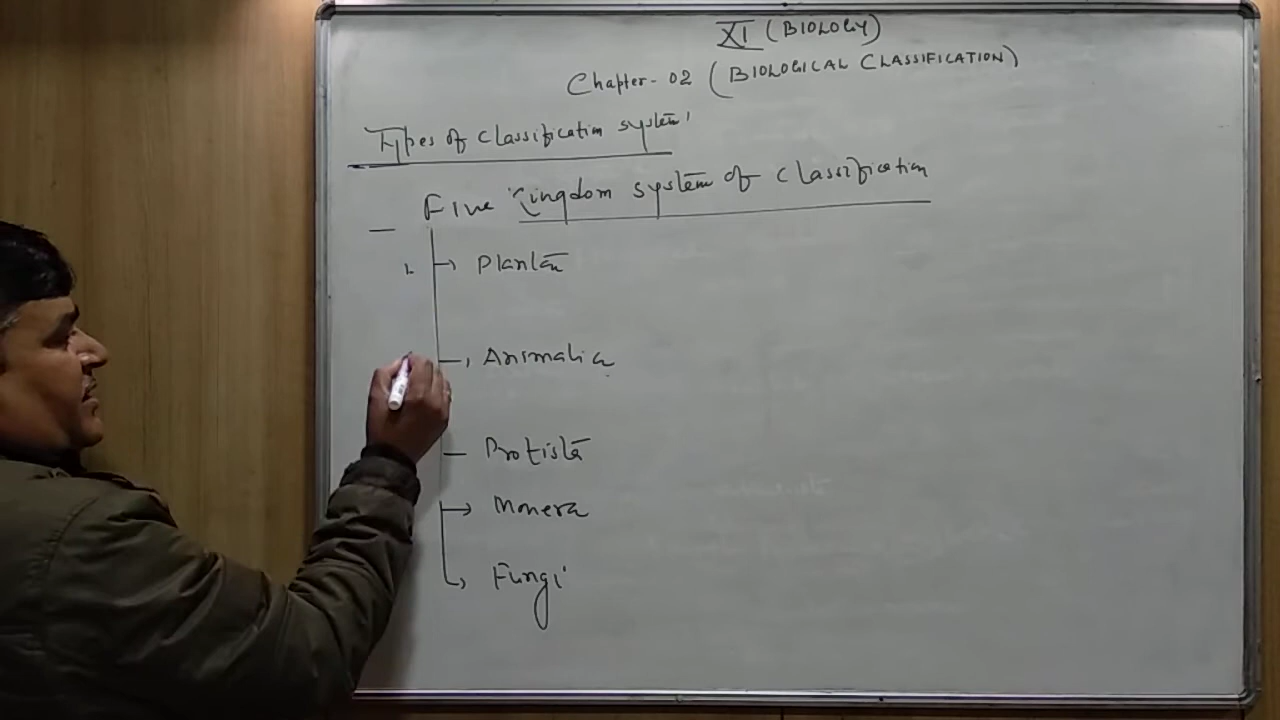 XI (BIOLOGY)
Chapter-02 (BIOLOGICAL CLASSIFICATION)
Types of classification system
Five Kingdom system of classification
1. Plantae
Animalia
Protista
Monera
Fungi